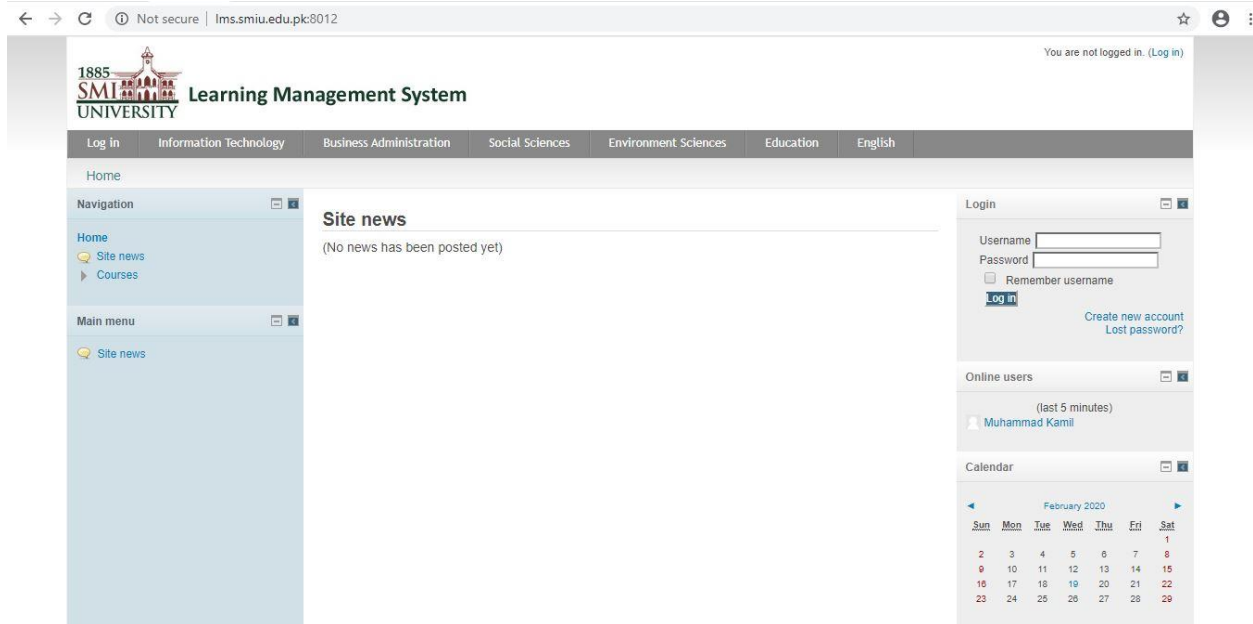 Not secure | lms.smiu.edu.pk:8012
You are not logged in. (Log in)
1885
SMI
UNIVERSITY
Learning Management System
Log in Information Technology Business Administration Social Sciences Environment Sciences Education English
Home
Navigation
Home
Site news
Courses
Main menu
Site news
Site news
(No news has been posted yet)
Login
Username
Password
Remember username
Log in
Create new account
Lost password?
Online users
(last 5 minutes)
Muhammad Kamil
Calendar
February 2020
Sun Mon Tue Wed Thu Fri Sat
1
2 3 4 5 6 7 8
9 10 11 12 13 14 15
16 17 18 19 20 21 22
23 24 25 26 27 28 29